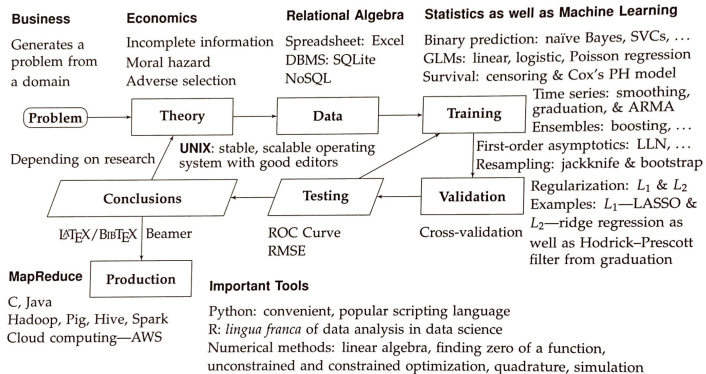 Business
Generates a
problem from
a domain
Economics
Incomplete information
Moral hazard
Adverse selection
Relational Algebra
Spreadsheet: Excel
DBMS: SQLite
NoSQL
Statistics as well as Machine Learning
Binary prediction: naïve Bayes, SVCs, …
GLMs: linear, logistic, Poisson regression
Survival: censoring & Cox's PH model
Time series: smoothing,
graduation, & ARMA
Ensembles: boosting, …
First-order asymptotics: LLN, …
Resampling: jackknife & bootstrap
Problem
Theory
Data
Training
Depending on research
UNIX: stable, scalable operating
system with good editors
Conclusions
Testing
Validation
Regularization: L₁ & L₂
Examples: L₁—LASSO &
L₂—ridge regression as
well as Hodrick–Prescott
filter from graduation
LATEX/BIBTEX
Beamer
ROC Curve
RMSE
Cross-validation
Production
MapReduce
C, Java
Hadoop, Pig, Hive, Spark
Cloud computing—AWS
Important Tools
Python: convenient, popular scripting language
R: lingua franca of data analysis in data science
Numerical methods: linear algebra, finding zero of a function,
unconstrained and constrained optimization, quadrature, simulation